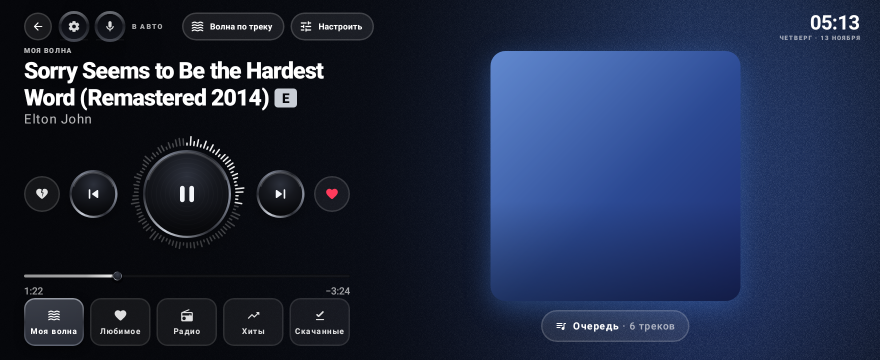 В АВТО
Волна по треку
Настроить
05:13
ЧЕТВЕРГ · 13 НОЯБРЯ
МОЯ ВОЛНА
Sorry Seems to Be the Hardest
Word (Remastered 2014) E
Elton John
1:22
−3:24
Моя волна
Любимое
Радио
Хиты
Скачанные
Очередь · 6 треков